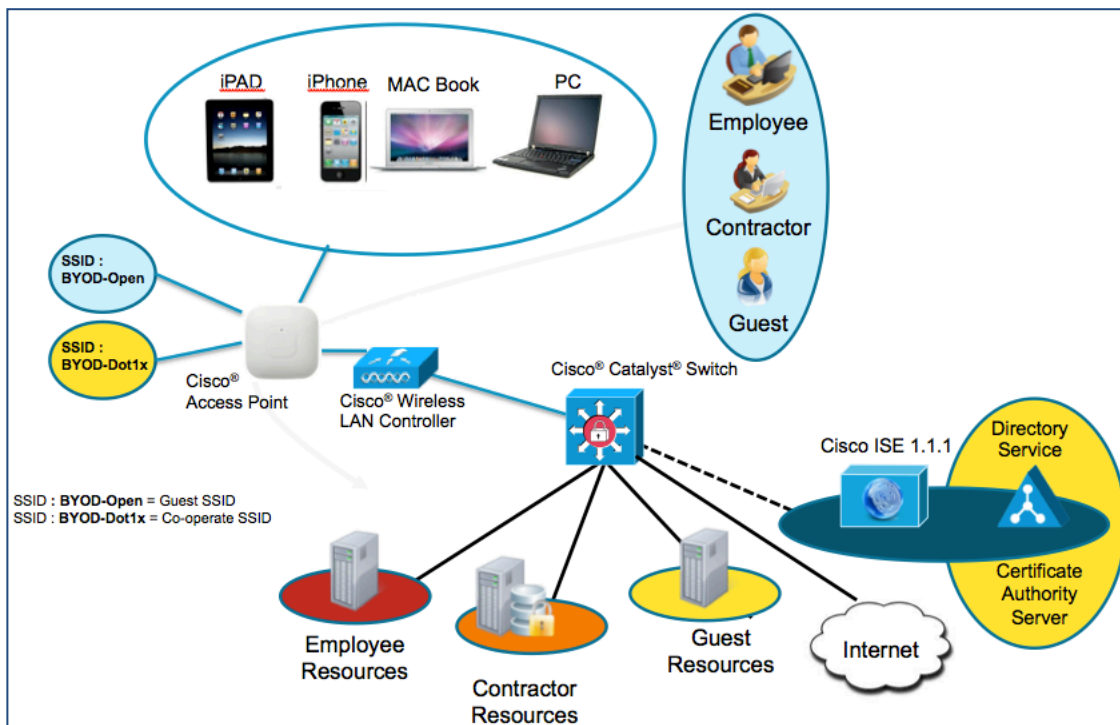 iPAD
iPhone
MAC Book
PC
Employee
Contractor
Guest
SSID :
BYOD-Open
SSID :
BYOD-Dot1x
Cisco®
Access Point
Cisco® Wireless
LAN Controller
Cisco® Catalyst® Switch
Cisco ISE 1.1.1
Directory
Service
Certificate
Authority
Server
SSID : BYOD-Open = Guest SSID
SSID : BYOD-Dot1x = Co-operate SSID
Employee
Resources
Contractor
Resources
Guest
Resources
Internet